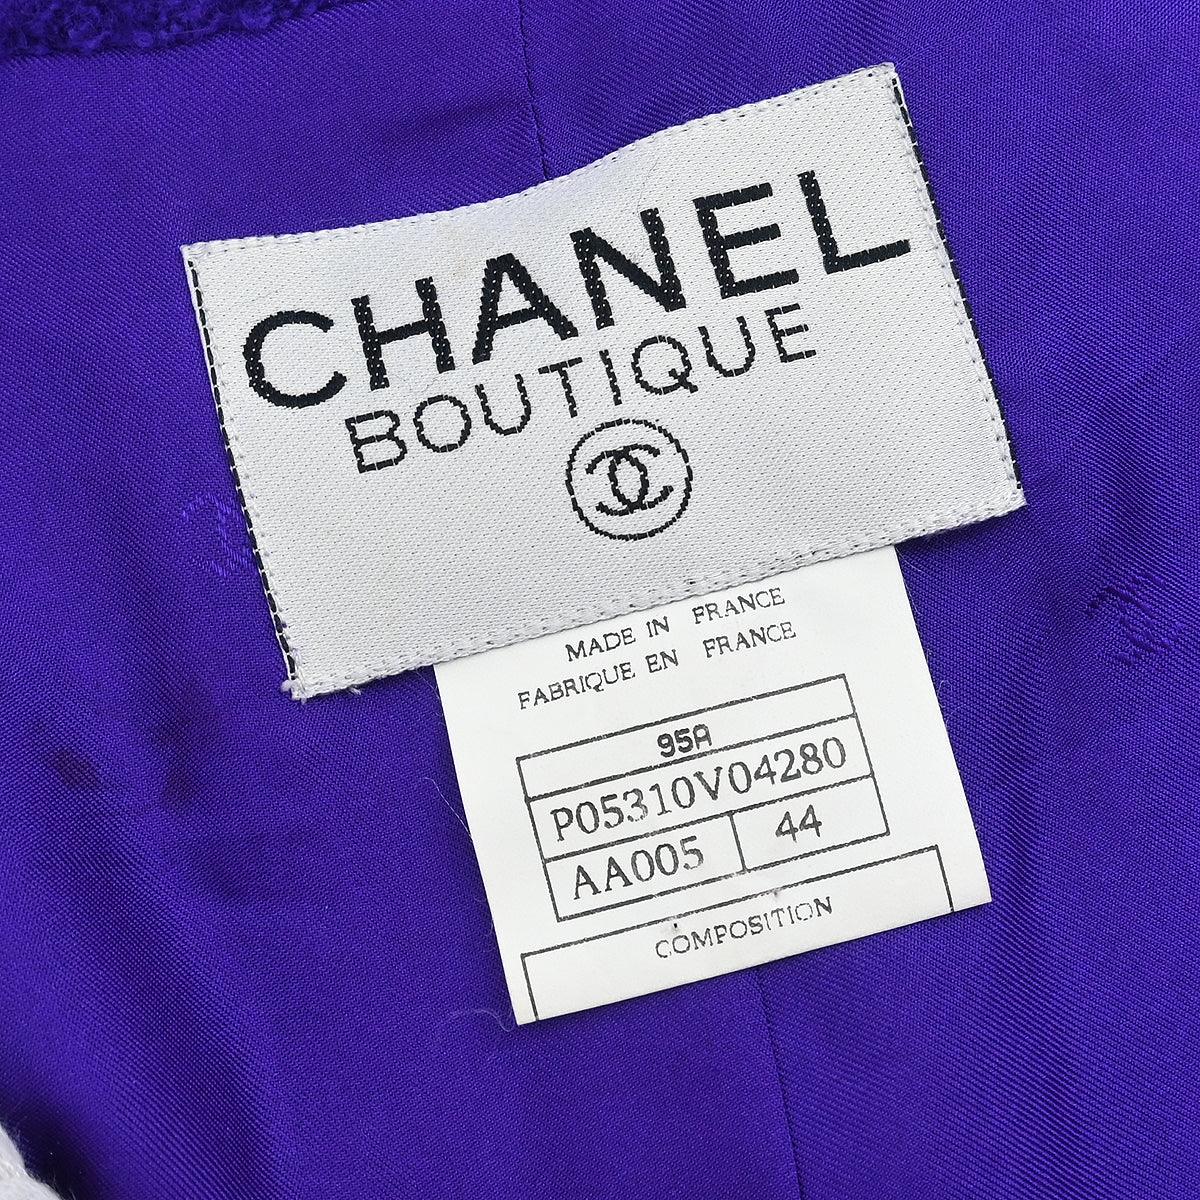 CHANEL
BOUTIQUE
MADE IN FRANCE
FABRIQUE EN FRANCE
95A
P05310V04280
AA005 44
COMPOSITION